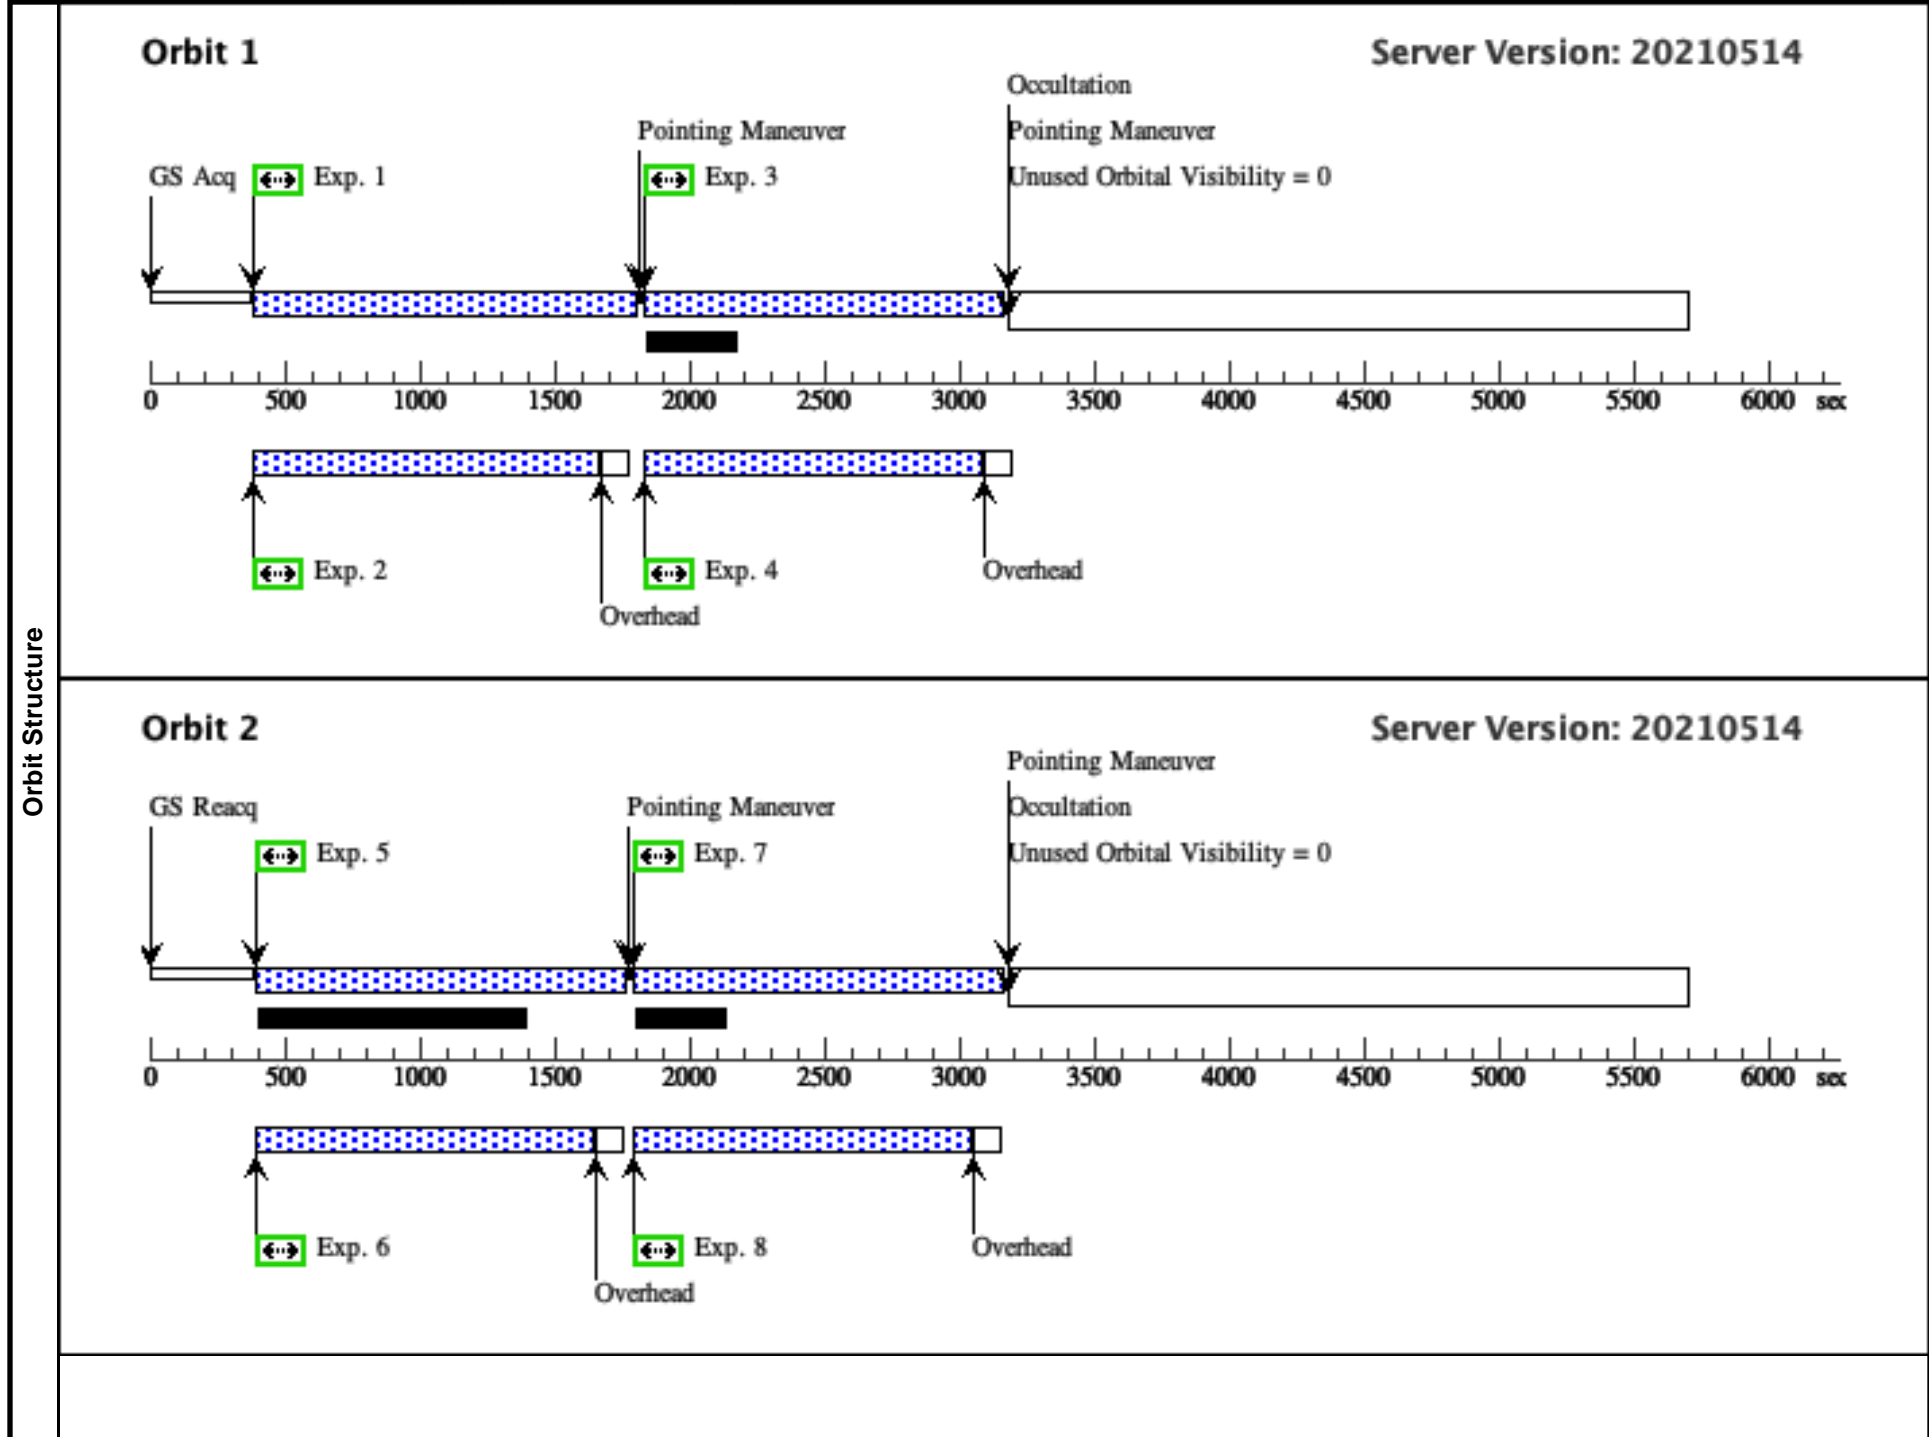 Orbit Structure
Orbit 1
Server Version: 20210514
Occultation
Pointing Maneuver
Pointing Maneuver
GS Acq
Exp. 1
Exp. 3
Unused Orbital Visibility = 0
0 500 1000 1500 2000 2500 3000 3500 4000 4500 5000 5500 6000 sec
Exp. 2
Exp. 4
Overhead
Overhead
Orbit 2
Server Version: 20210514
Pointing Maneuver
GS Reacq
Pointing Maneuver
Occultation
Exp. 5
Exp. 7
Unused Orbital Visibility = 0
0 500 1000 1500 2000 2500 3000 3500 4000 4500 5000 5500 6000 sec
Exp. 6
Exp. 8
Overhead
Overhead